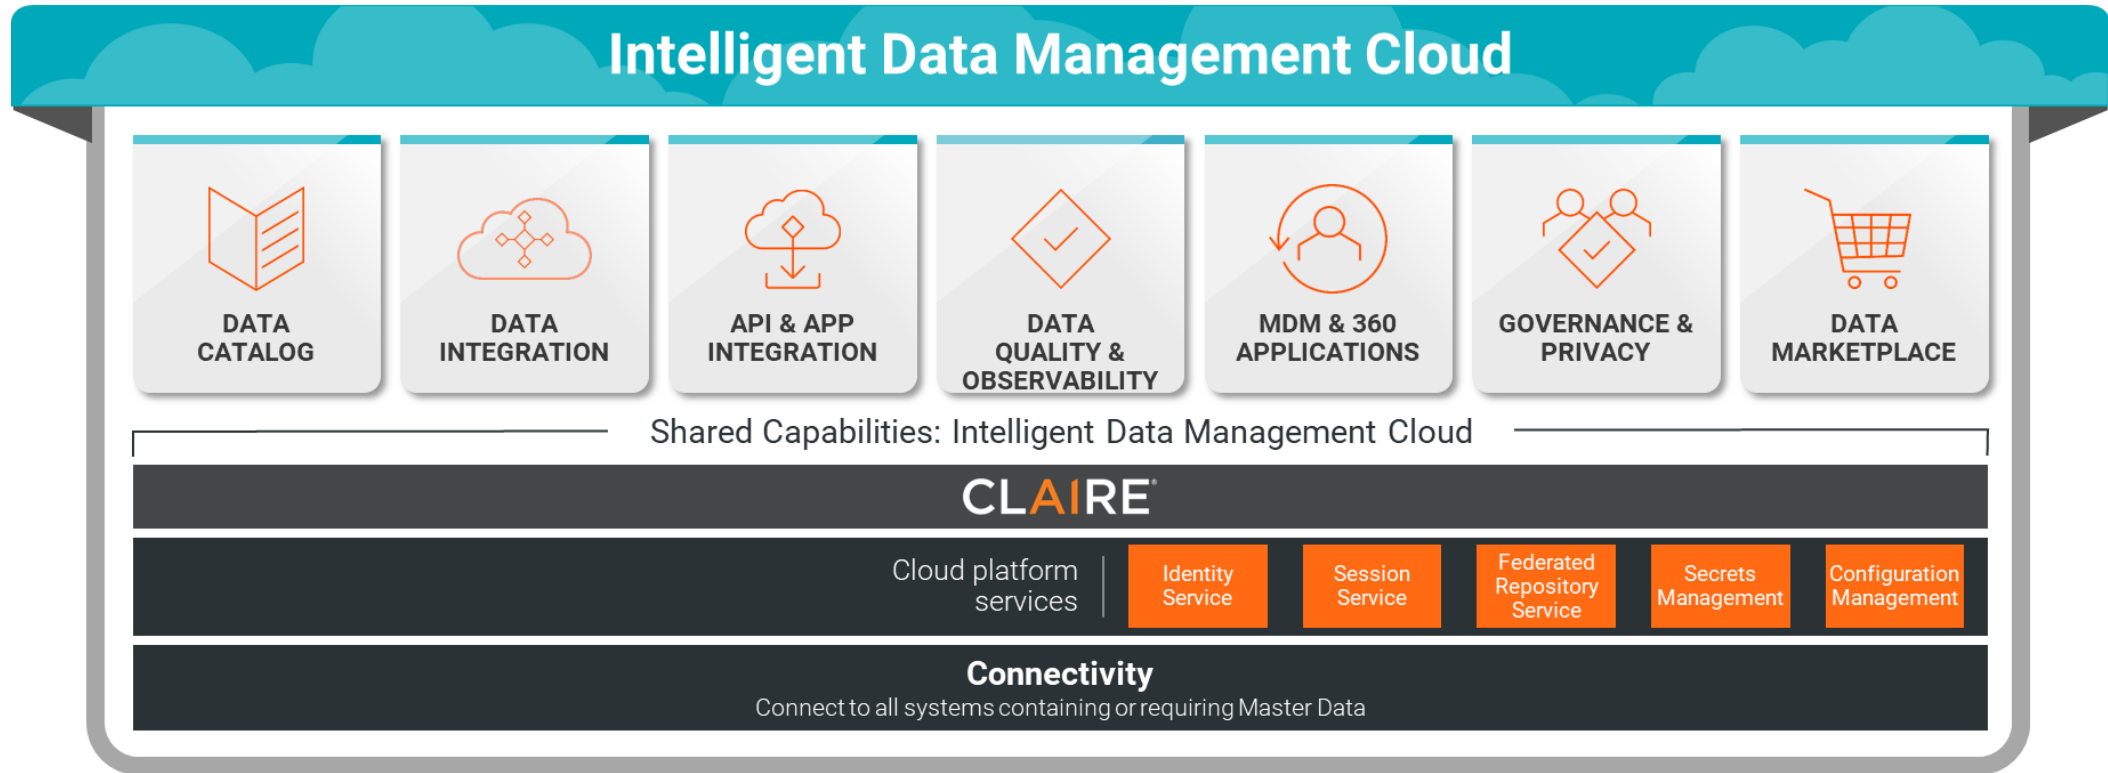 Intelligent Data Management Cloud
DATA
CATALOG
DATA
INTEGRATION
API & APP
INTEGRATION
DATA
QUALITY &
OBSERVABILITY
MDM & 360
APPLICATIONS
GOVERNANCE &
PRIVACY
DATA
MARKETPLACE
Shared Capabilities: Intelligent Data Management Cloud
CLAIRE®
Cloud platform
services
Identity
Service
Session
Service
Federated
Repository
Service
Secrets
Management
Configuration
Management
Connectivity
Connect to all systems containing or requiring Master Data